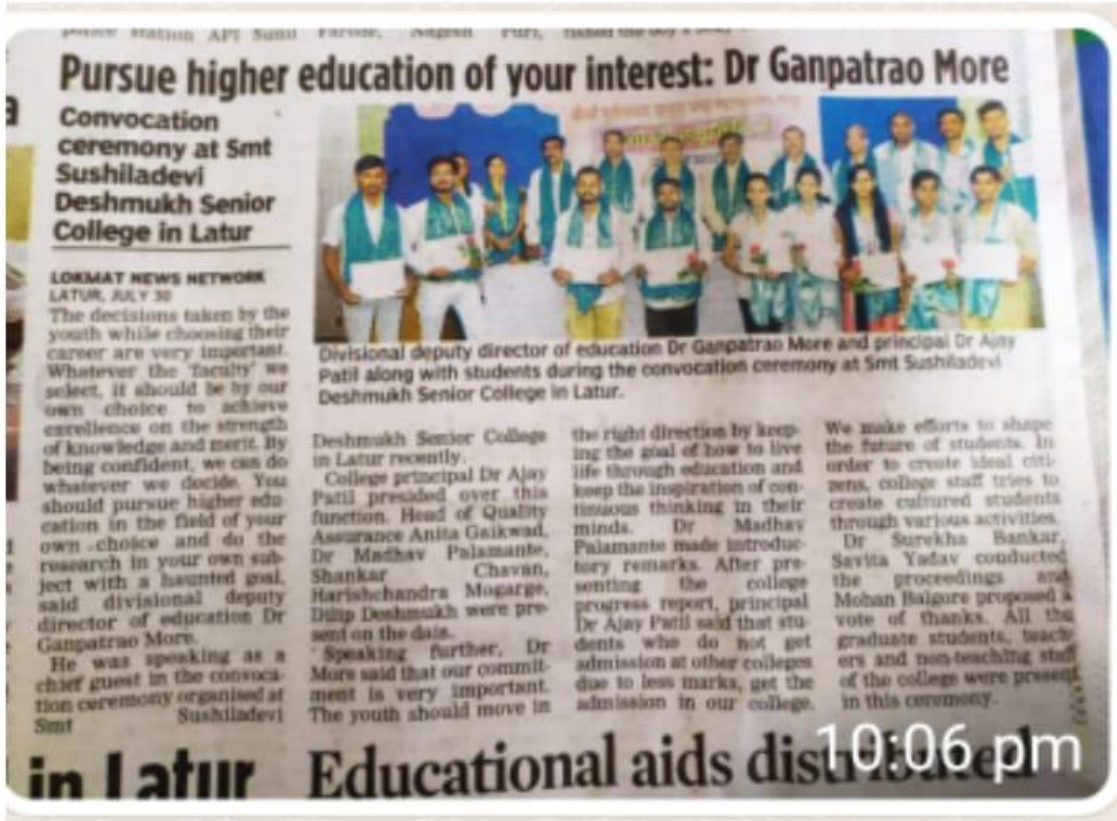 Police Station API Sunil
Pursue higher education of your interest: Dr Ganpatrao More
Convocation
ceremony at Smt
Sushiladevi
Deshmukh Senior
College in Latur
LOKMAT NEWS NETWORK
LATUR, JULY 30
The decisions taken by the
youth while choosing their
career are very important.
Whatever the 'faculty' we
select, it should be by our
own choice to achieve
excellence on the strength
of knowledge and merit. By
being confident, we can do
whatever we decide. You
should pursue higher edu-
cation in the field of your
own choice and do the
research in your own sub-
ject with a haunted goal,
said divisional deputy
director of education Dr
Ganpatrao More.
He was speaking as a
chief guest in the convoca-
tion ceremony organised at
Smt Sushiladevi
Divisional deputy director of education Dr Ganpatrao More and principal Dr Ajay
Patil along with students during the convocation ceremony at Smt Sushiladevi
Deshmukh Senior College in Latur.
Deshmukh Senior College
in Latur recently.
College principal Dr Ajay
Patil presided over this
function. Head of Quality
Assurance Anita Gaikwad,
Dr Madhav Palamante,
Shankar Chavan,
Harishchandra Mogarge,
Dilip Deshmukh were pre-
sent on the dais.
Speaking further, Dr
More said that our commit-
ment is very important.
The youth should move in
the right direction by keep-
ing the goal of how to live
life through education and
keep the inspiration of con-
tinuous thinking in their
minds. Dr Madhav
Palamante made introduc-
tory remarks. After pre-
senting the college
progress report, principal
Dr Ajay Patil said that stu-
dents who do not get
admission at other colleges
due to less marks, get the
admission in our college.
We make efforts to shape
the future of students. In
order to create ideal citi-
zens, college staff tries to
create cultured students
through various activities.
Dr Surekha Bankar,
Savita Yadav conducted
the proceedings and
Mohan Baigore proposed a
vote of thanks. All the
graduate students, teach-
ers and non-teaching staff
of the college were present
in this ceremony.
in Latur
Educational aids distributed
10:06 pm